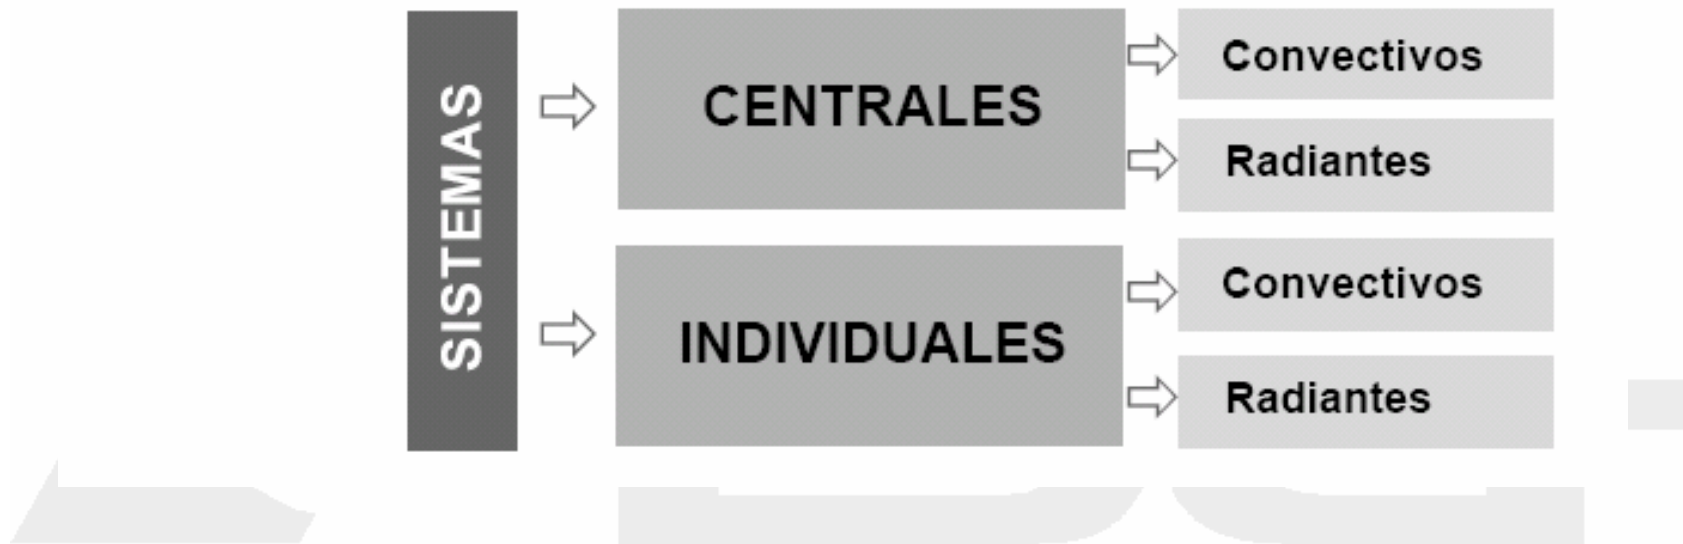 SISTEMAS
CENTRALES
Convectivos
Radiantes
INDIVIDUALES
Convectivos
Radiantes